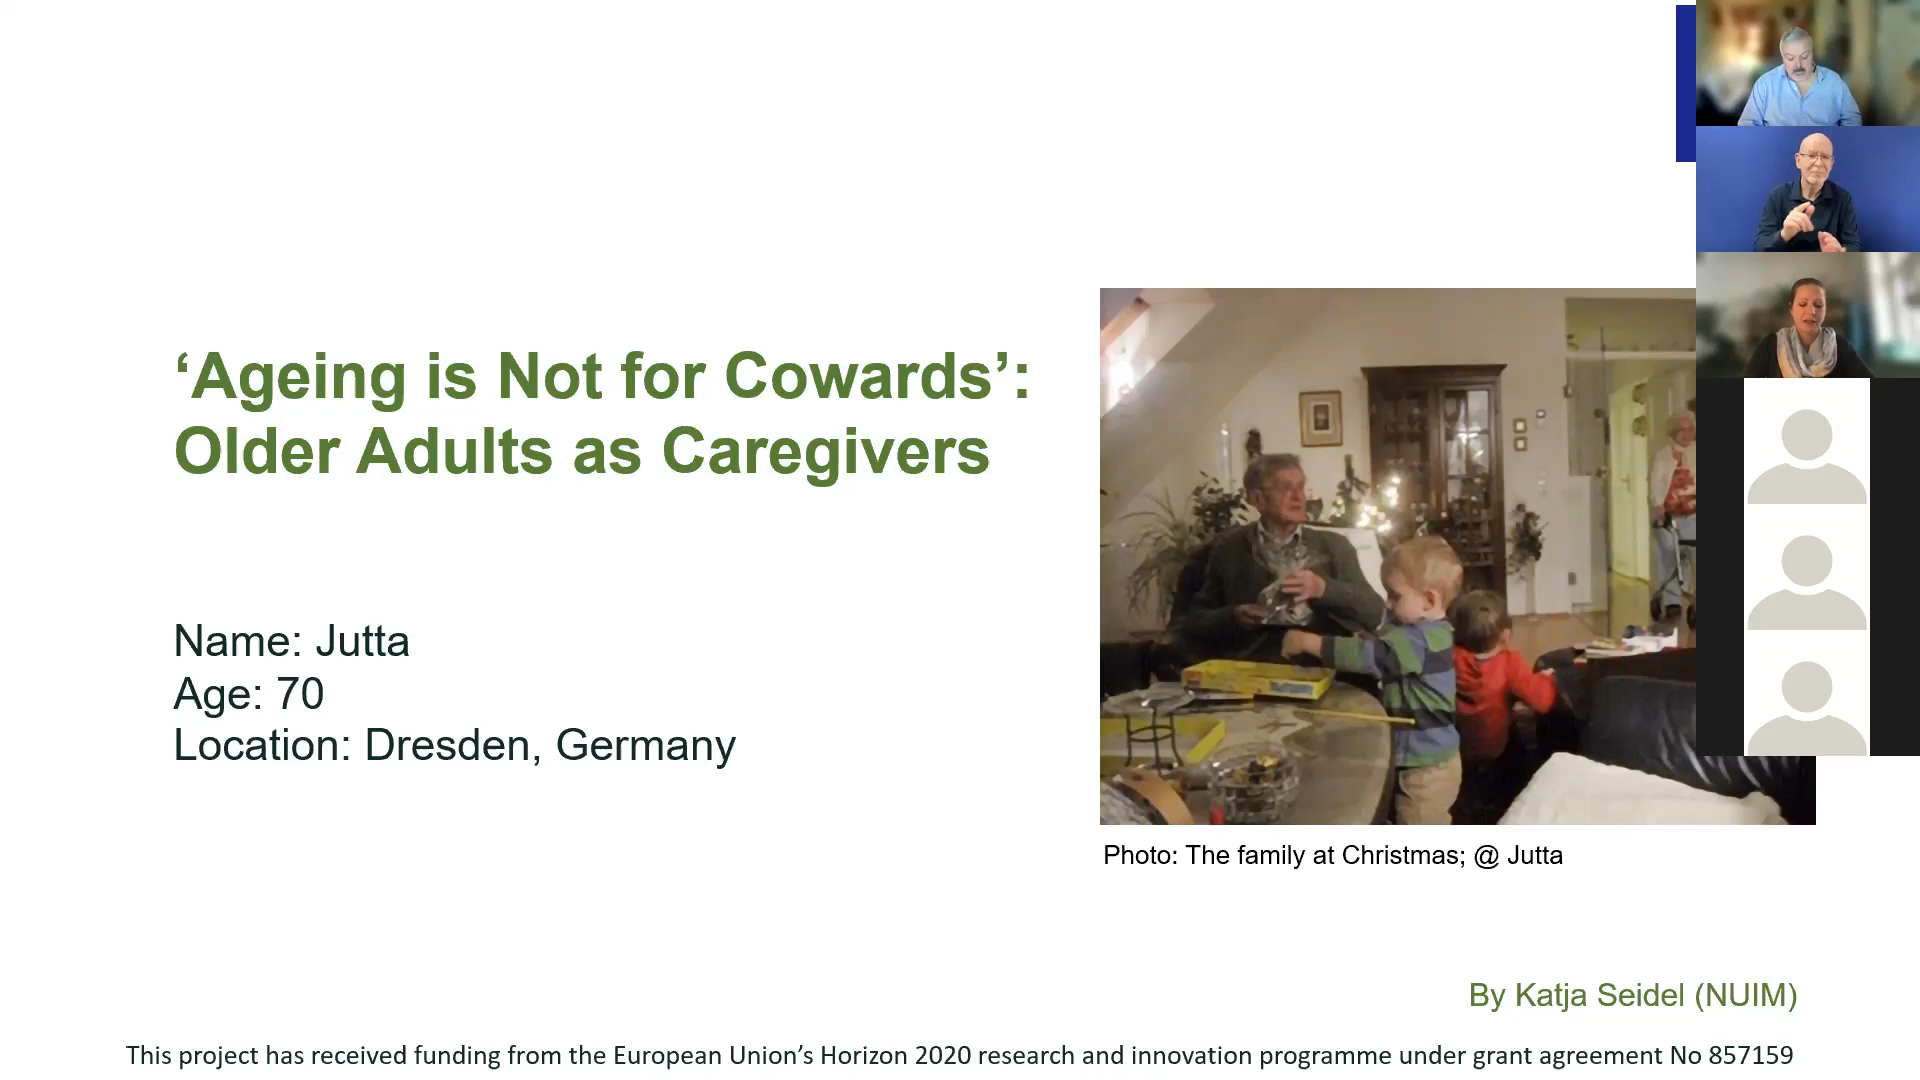 ‘Ageing is Not for Cowards’:
Older Adults as Caregivers
Name: Jutta
Age: 70
Location: Dresden, Germany
Photo: The family at Christmas; @ Jutta
By Katja Seidel (NUIM)
This project has received funding from the European Union’s Horizon 2020 research and innovation programme under grant agreement No 857159